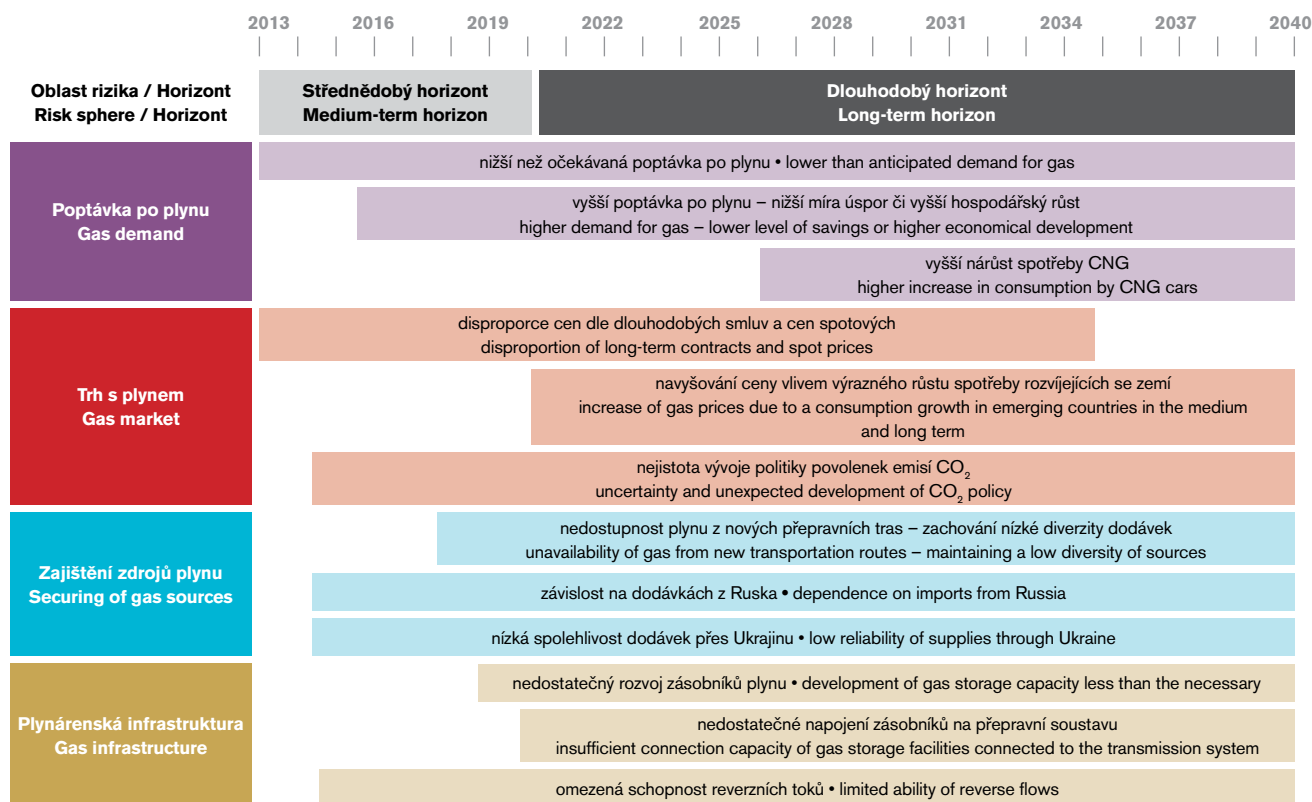 2013 2016 2019 2022 2025 2028 2031 2034 2037 2040
Oblast rizika / Horizont
Risk sphere / Horizont
Střednědobý horizont
Medium-term horizon
Dlouhodobý horizont
Long-term horizon
Poptávka po plynu
Gas demand
nižší než očekávaná poptávka po plynu • lower than anticipated demand for gas
vyšší poptávka po plynu – nižší míra úspor či vyšší hospodářský růst
higher demand for gas – lower level of savings or higher economical development
vyšší nárůst spotřeby CNG
higher increase in consumption by CNG cars
Trh s plynem
Gas market
disproporce cen dle dlouhodobých smluv a cen spotových
disproportion of long-term contracts and spot prices
navyšování ceny vlivem výrazného růstu spotřeby rozvíjejících se zemí
increase of gas prices due to a consumption growth in emerging countries in the medium
and long term
nejistota vývoje politiky povolenek emisí CO₂
uncertainty and unexpected development of CO₂ policy
Zajištění zdrojů plynu
Securing of gas sources
nedostupnost plynu z nových přepravních tras – zachování nízké diverzity dodávek
unavailability of gas from new transportation routes – maintaining a low diversity of sources
závislost na dodávkách z Ruska • dependence on imports from Russia
nízká spolehlivost dodávek přes Ukrajinu • low reliability of supplies through Ukraine
Plynárenská infrastruktura
Gas infrastructure
nedostatečný rozvoj zásobníků plynu • development of gas storage capacity less than the necessary
nedostatečné napojení zásobníků na přepravní soustavu
insufficient connection capacity of gas storage facilities connected to the transmission system
omezená schopnost reverzních toků • limited ability of reverse flows